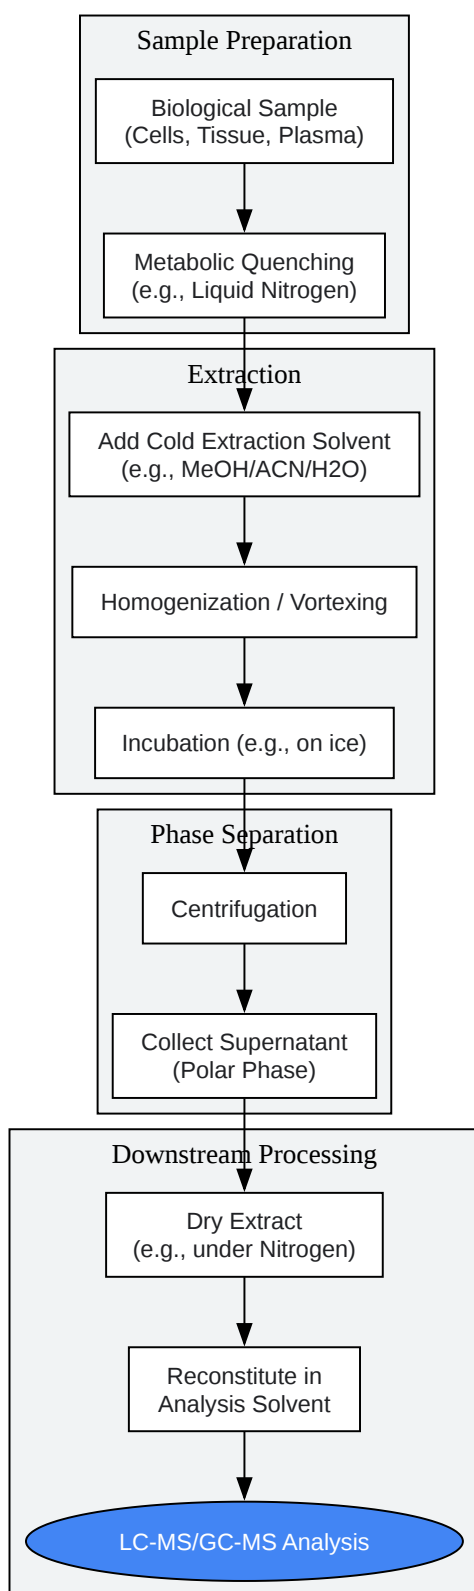 Sample Preparation
Biological Sample
(Cells, Tissue, Plasma)
Metabolic Quenching
(e.g., Liquid Nitrogen)
Extraction
Add Cold Extraction Solvent
(e.g., MeOH/ACN/H2O)
Homogenization / Vortexing
Incubation (e.g., on ice)
Phase Separation
Centrifugation
Collect Supernatant
(Polar Phase)
Downstream Processing
Dry Extract
(e.g., under Nitrogen)
Reconstitute in
Analysis Solvent
LC-MS/GC-MS Analysis